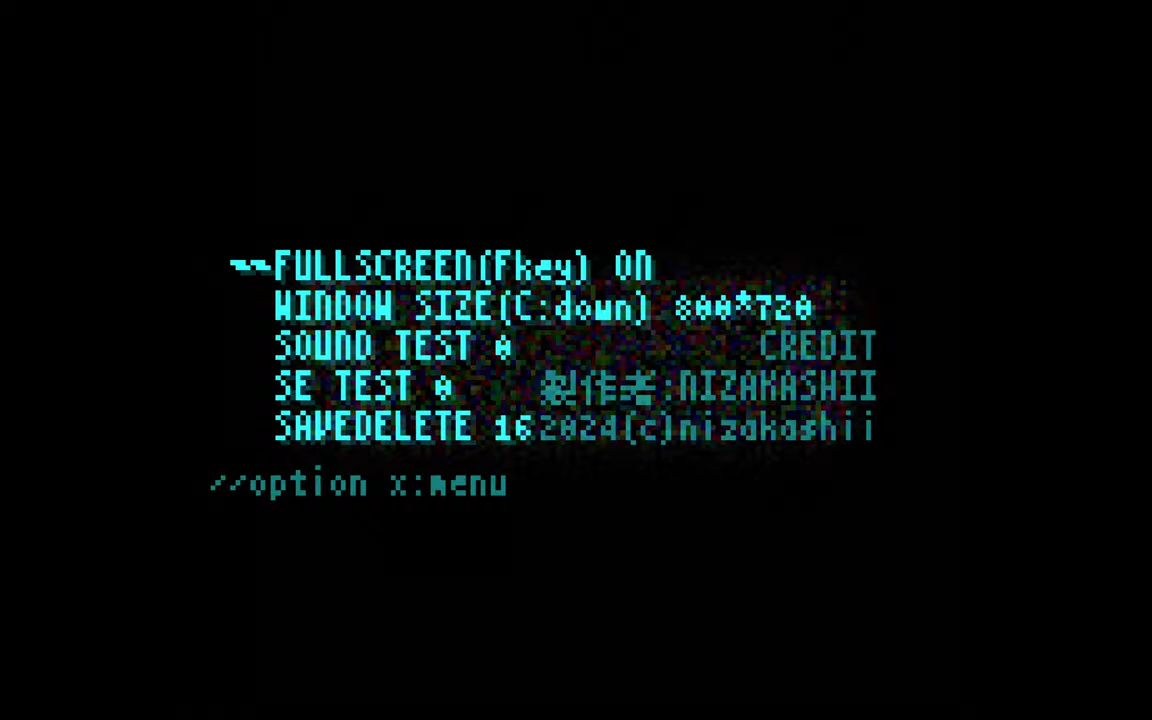 ~~FULLSCREEN(Fkey) ON
WINDOW SIZE(C:down) 800*720
SOUND TEST 0
CREDIT
SE TEST 0
製作者:NIZAKASHII
SAVEDELETE 16
2024(c)nizakashii
//option x:menu